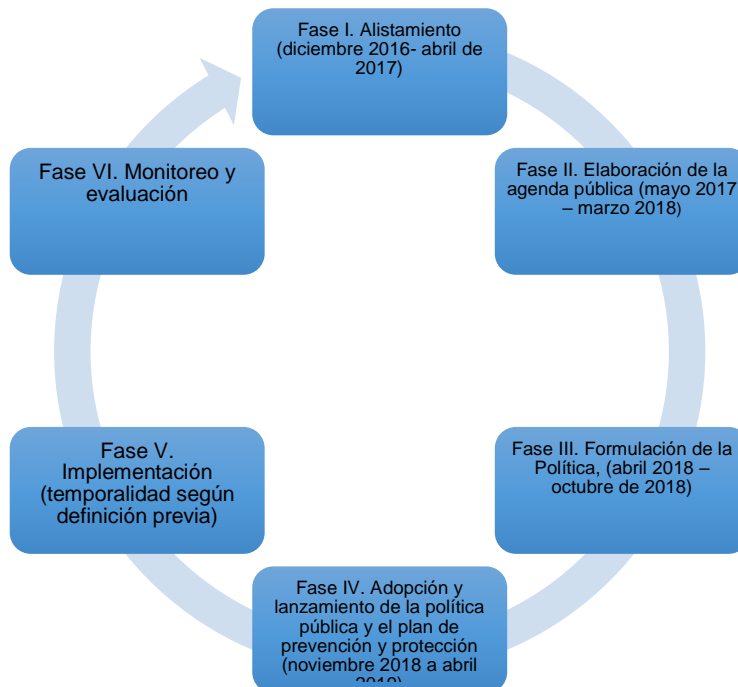 Fase I. Alistamiento
(diciembre 2016- abril de
2017)
Fase II. Elaboración de la
agenda pública (mayo 2017
– marzo 2018)
Fase III. Formulación de la
Política, (abril 2018 –
octubre de 2018)
Fase IV. Adopción y
lanzamiento de la política
pública y el plan de
prevención y protección
(noviembre 2018 a abril
Fase V.
Implementación
(temporalidad según
definición previa)
Fase VI. Monitoreo y
evaluación